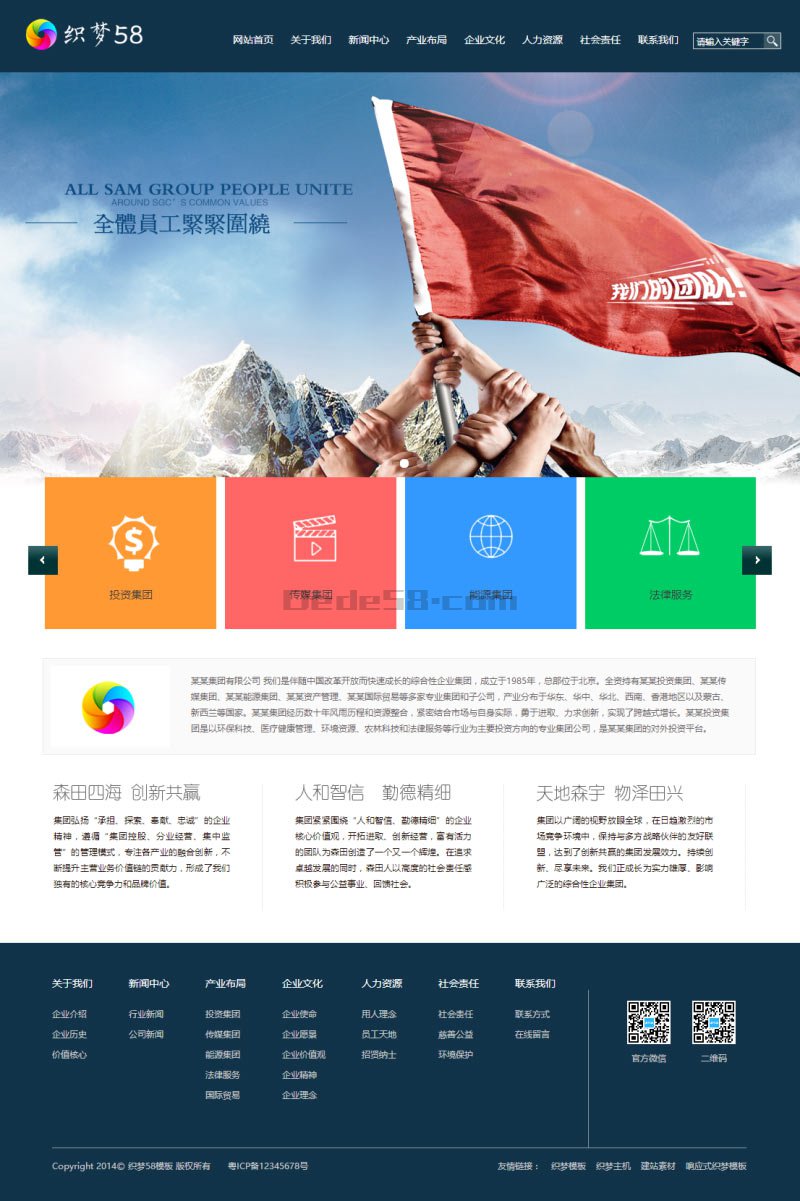 织梦58
网站首页 关于我们 新闻中心 产业布局 企业文化 人力资源 社会责任 联系我们 请输入关键字
ALL SAM GROUP PEOPLE UNITE
AROUND SGC'S COMMON VALUES
全體員工緊緊圍繞
我们的团队!
投资集团 传媒集团 能源集团 法律服务
Dede58.com
某某集团有限公司 我们是伴随中国改革开放而快速成长的综合性企业集团，成立于1985年，总部位于北京。全资持有某某投资集团、某某传
媒集团、某某能源集团、某某资产管理、某某国际贸易等多家专业集团和子公司，产业分布于华东、华中、华北、西南、香港地区以及蒙古、
新西兰等国家。某某集团经历数十年风雨历程和资源整合，紧密结合市场与自身实际，勇于进取、力求创新，实现了跨越式增长。某某投资集
团是以环保科技、医疗健康管理、环境资源、农林科技和法律服务等行业为主要投资方向的专业集团公司，是某某集团的对外投资平台。
森田四海 创新共赢
集团弘扬“承担、探索、奉献、忠诚”的企业
精神，遵循“集团控股、分业经营、集中监
管”的管理模式，专注各产业的融合创新，不
断提升主营业务价值链的贡献力，形成了我们
独有的核心竞争力和品牌价值。
人和智信 勤德精细
集团紧紧围绕“人和智信、勤德精细”的企业
核心价值观，开拓进取、创新经营，富有活力
的团队为森田创造了一个又一个辉煌。在追求
卓越发展的同时，森田人以高度的社会责任感
积极参与公益事业、回馈社会。
天地森宇 物泽田兴
集团以广阔的视野放眼全球，在日趋激烈的市
场竞争环境中，保持与多方战略伙伴的友好联
盟，达到了创新共赢的集团发展效力。持续创
新、尽享未来。我们正成长为实力雄厚、影响
广泛的综合性企业集团。
关于我们 新闻中心 产业布局 企业文化 人力资源 社会责任 联系我们
企业介绍 行业新闻 投资集团 企业使命 用人理念 社会责任 联系方式
企业历史 公司新闻 传媒集团 企业愿景 员工天地 慈善公益 在线留言
价值核心 能源集团 企业价值观 招贤纳士 环境保护
法律服务 企业精神
国际贸易 企业理念
官方微信 二维码
Copyright 2014© 织梦58模板 版权所有 粤ICP备12345678号
友情链接： 织梦模板 织梦主机 建站素材 响应式织梦模板